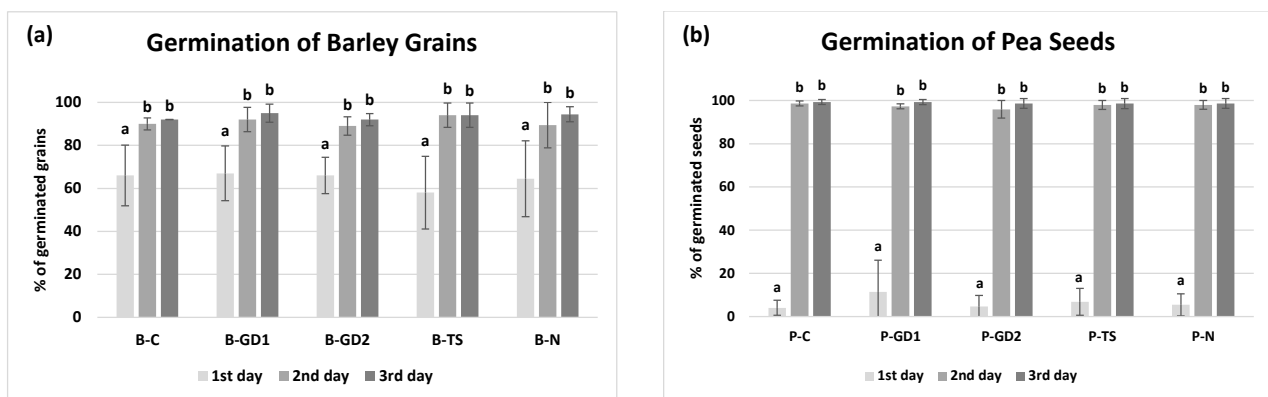 (a)
Germination of Barley Grains
% of germinated grains
100
80
60
40
20
0
a b b a b b a b b a b b a b b
B-C B-GD1 B-GD2 B-TS B-N
1st day 2nd day 3rd day
(b)
Germination of Pea Seeds
% of germinated seeds
100
80
60
40
20
0
a b b a b b a b b a b b a b b
P-C P-GD1 P-GD2 P-TS P-N
1st day 2nd day 3rd day